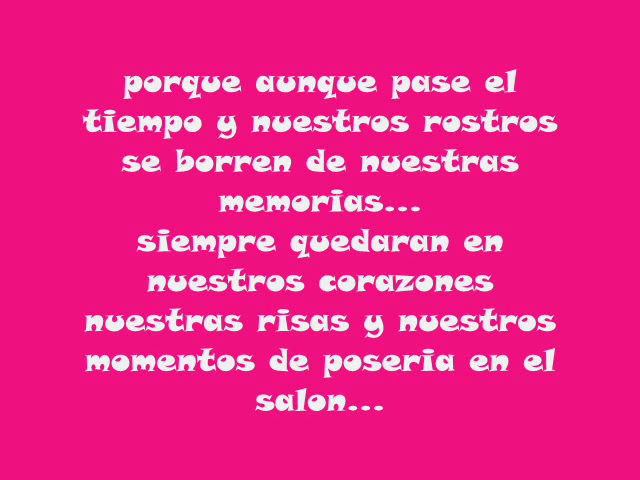 porque aunque pase el
tiempo y nuestros rostros
se borren de nuestras
memorias...
siempre quedaran en
nuestros corazones
nuestras risas y nuestros
momentos de poseria en el
salon...